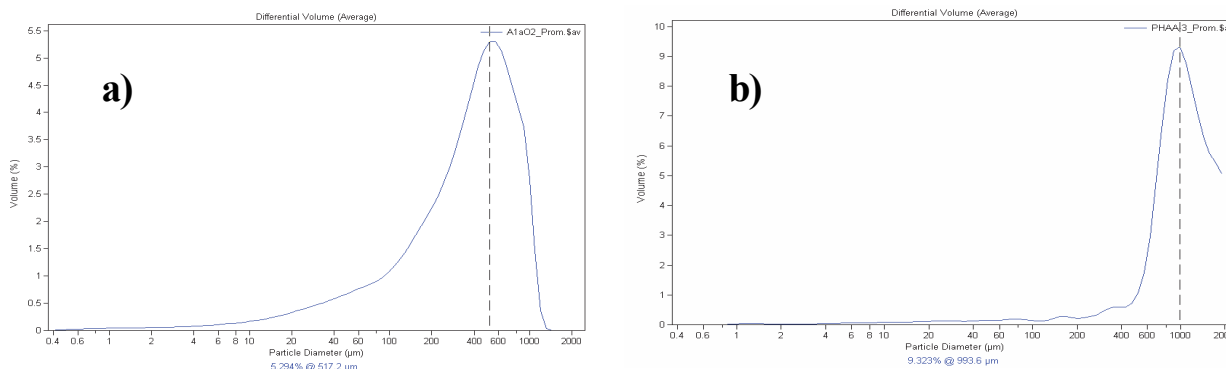 Differential Volume (Average)
A1aO2_Prom.$av
a)
5.5
5
4.5
4
3.5
3
2.5
2
1.5
1
0.5
0
Volume (%)
0.4 0.6 1 2 4 6 8 10 20 40 60 100 200 400 600 1000 2000
Particle Diameter (µm)
5.294% @ 517.2 µm
Differential Volume (Average)
b)
10
9
8
7
6
5
4
3
2
1
0
Volume (%)
0.4 0.6 1 2 4 6 8 10 20 40 60 100 200 400 600 1000
Particle Diameter (µm)
9.323% @ 993.6 µm